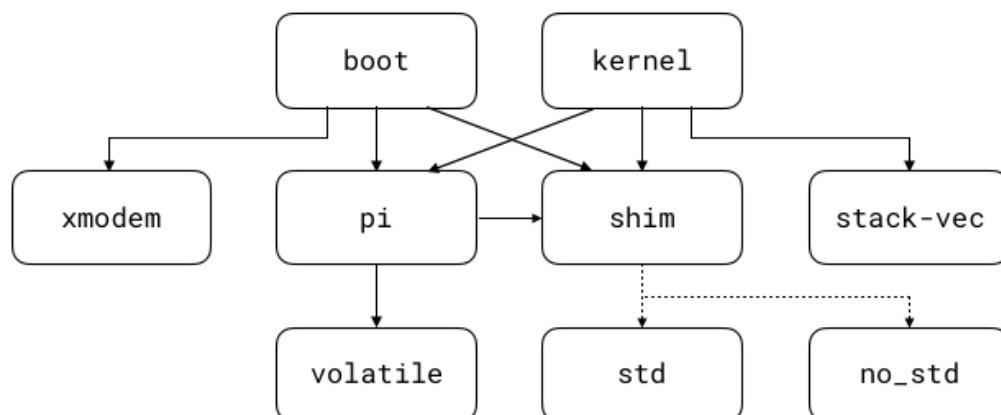 boot
kernel
xmodem
pi
shim
stack-vec
volatile
std
no_std